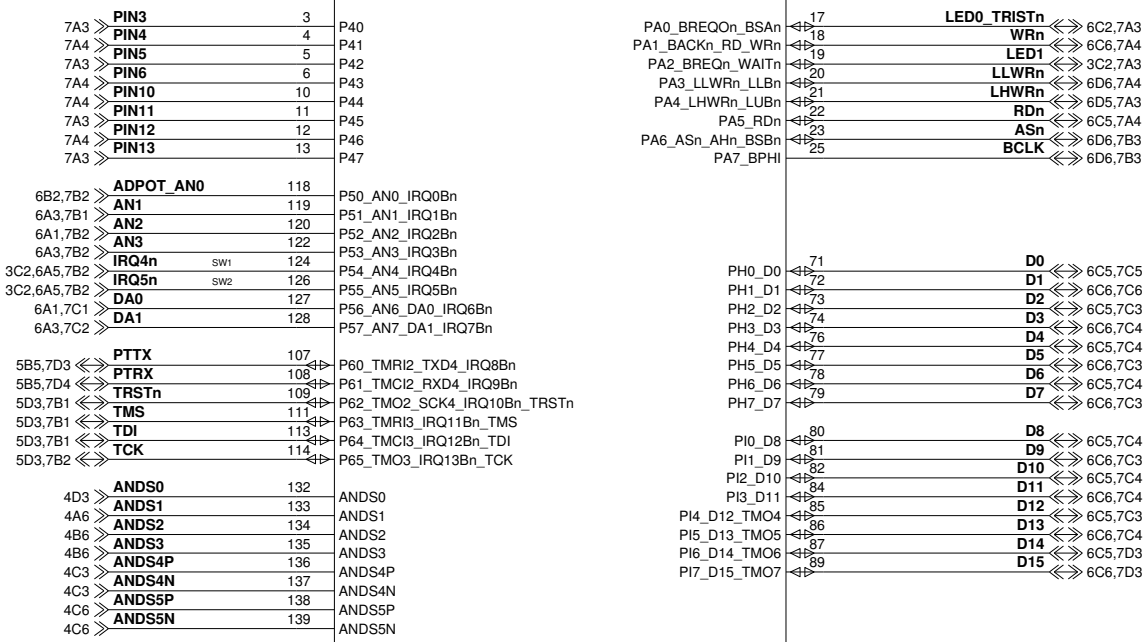 7A3 PIN3 3 P40
7A4 PIN4 4 P41
7A3 PIN5 5 P42
7A4 PIN6 6 P43
7A4 PIN10 10 P44
7A3 PIN11 11 P45
7A4 PIN12 12 P46
7A3 PIN13 13 P47
6B2,7B2 ADPOT_AN0 118 P50_AN0_IRQ0Bn
6A3,7B1 AN1 119 P51_AN1_IRQ1Bn
6A1,7B2 AN2 120 P52_AN2_IRQ2Bn
6A3,7B2 AN3 122 P53_AN3_IRQ3Bn
3C2,6A5,7B2 IRQ4n SW1 124 P54_AN4_IRQ4Bn
3C2,6A5,7B2 IRQ5n SW2 126 P55_AN5_IRQ5Bn
6A1,7C1 DA0 127 P56_AN6_DA0_IRQ6Bn
6A3,7C2 DA1 128 P57_AN7_DA1_IRQ7Bn
5B5,7D3 PTTX 107 P60_TMRI2_TXD4_IRQ8Bn
5B5,7D4 PTRX 108 P61_TMCI2_RXD4_IRQ9Bn
5D3,7B1 TRSTn 109 P62_TMO2_SCK4_IRQ10Bn_TRSTn
5D3,7B1 TMS 111 P63_TMRI3_IRQ11Bn_TMS
5D3,7B1 TDI 113 P64_TMCI3_IRQ12Bn_TDI
5D3,7B2 TCK 114 P65_TMO3_IRQ13Bn_TCK
4D3 ANDS0 132 ANDS0
4A6 ANDS1 133 ANDS1
4B6 ANDS2 134 ANDS2
4B6 ANDS3 135 ANDS3
4C3 ANDS4P 136 ANDS4P
4C3 ANDS4N 137 ANDS4N
4C6 ANDS5P 138 ANDS5P
4C6 ANDS5N 139 ANDS5N
PA0_BREQOn_BSAn 17 LED0_TRISTn 6C2,7A3
PA1_BACKn_RD_WRn 18 WRn 6C6,7A4
PA2_BREQn_WAITn 19 LED1 3C2,7A3
PA3_LLWRn_LLBn 20 LLWRn 6D6,7A4
PA4_LHWRn_LUBn 21 LHWRn 6D5,7A3
PA5_RDn 22 RDn 6C5,7A4
PA6_ASn_AHn_BSBn 23 ASn 6D6,7B3
PA7_BPHI 25 BCLK 6D6,7B3
PH0_D0 71 D0 6C5,7C5
PH1_D1 72 D1 6C6,7C6
PH2_D2 73 D2 6C5,7C3
PH3_D3 74 D3 6C6,7C4
PH4_D4 76 D4 6C5,7C4
PH5_D5 77 D5 6C6,7C3
PH6_D6 78 D6 6C5,7C4
PH7_D7 79 D7 6C6,7C3
PI0_D8 80 D8 6C5,7C4
PI1_D9 81 D9 6C6,7C3
PI2_D10 82 D10 6C5,7C4
PI3_D11 84 D11 6C6,7C4
PI4_D12_TMO4 85 D12 6C5,7C3
PI5_D13_TMO5 86 D13 6C6,7C4
PI6_D14_TMO6 87 D14 6C5,7D3
PI7_D15_TMO7 89 D15 6C6,7D3